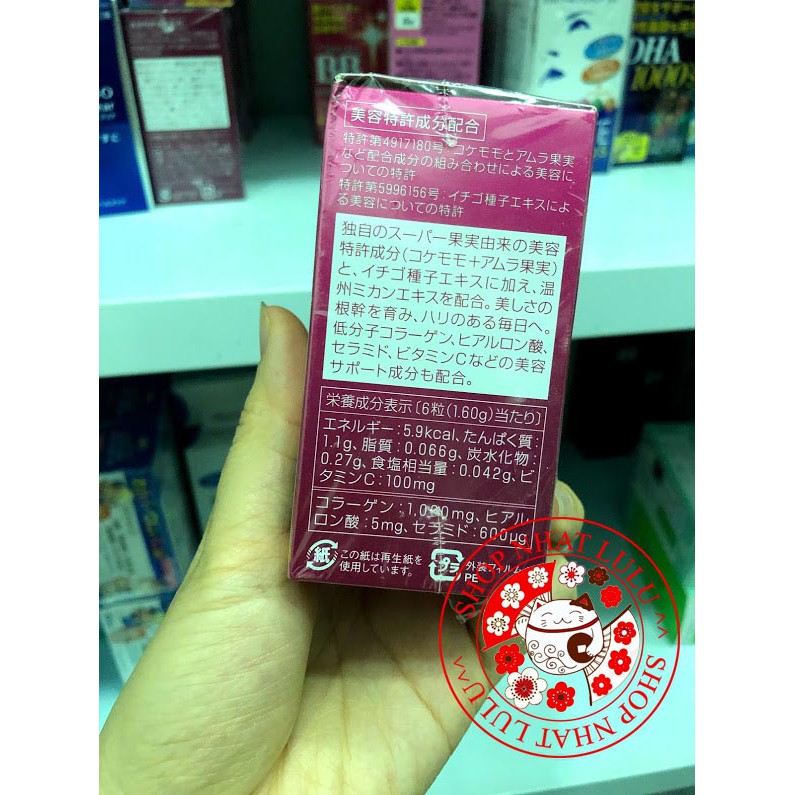 美容特許成分配合
特許第4917180号：コケモモとアムラ果実
など配合成分の組み合わせによる美容に
ついての特許
特許第5996156号：イチゴ種子エキスによ
る美容についての特許
独自のスーパー果実由来の美容
特許成分（コケモモ＋アムラ果実）
と、イチゴ種子エキスに加え、温
州ミカンエキスを配合。美しさの
根幹を育み、ハリのある毎日へ。
低分子コラーゲン、ヒアルロン酸、
セラミド、ビタミンCなどの美容
サポート成分も配合。
栄養成分表示〔6粒(1.60g)当たり〕
エネルギー：5.9kcal、たんぱく質：
1.1g、脂質：0.066g、炭水化物：
0.27g、食塩相当量：0.042g、ビ
タミンC：100mg
コラーゲン：1,000mg、ヒアル
ロン酸：5mg、セラミド：600μg
紙 この紙は再生紙を
使用しています。
プラ 外装フィルム
PE
SHOP NHAT LULU ^^
SHOP NHAT LULU ^^
DHA
1000